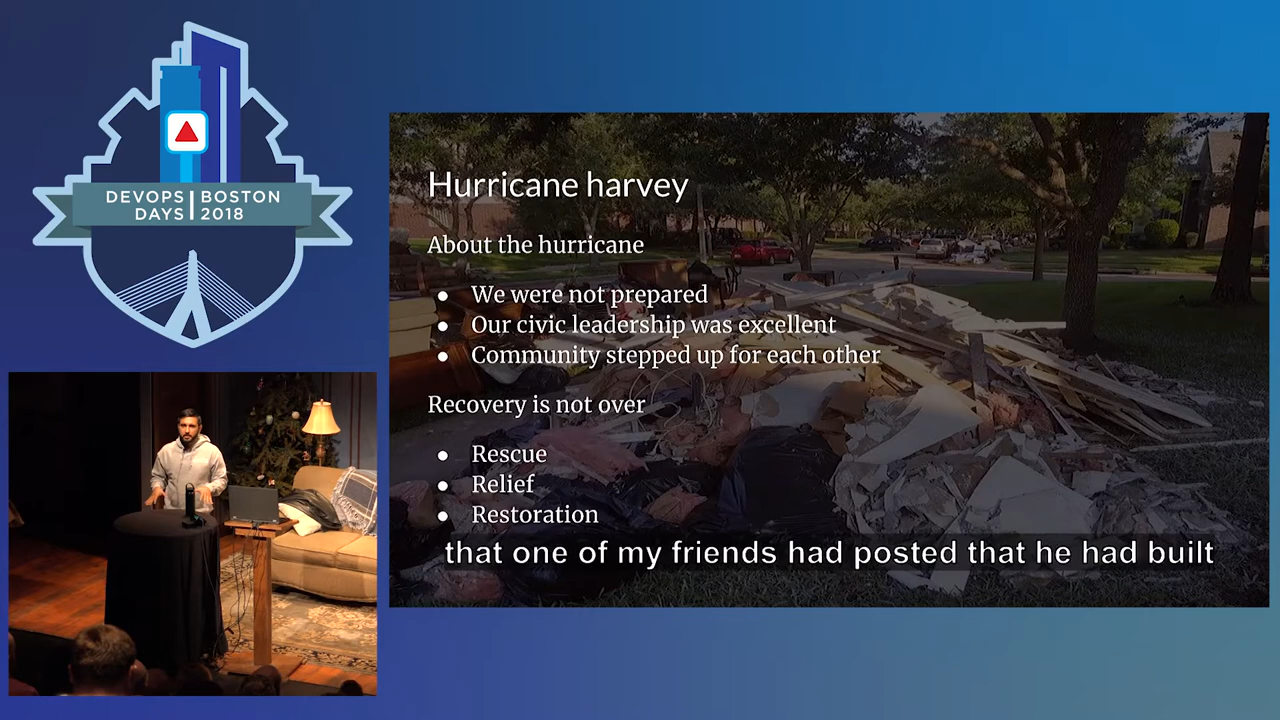 DEVOPS BOSTON
DAYS 2018
Hurricane harvey
About the hurricane
● We were not prepared
● Our civic leadership was excellent
● Community stepped up for each other
Recovery is not over
● Rescue
● Relief
● Restoration
that one of my friends had posted that he had built